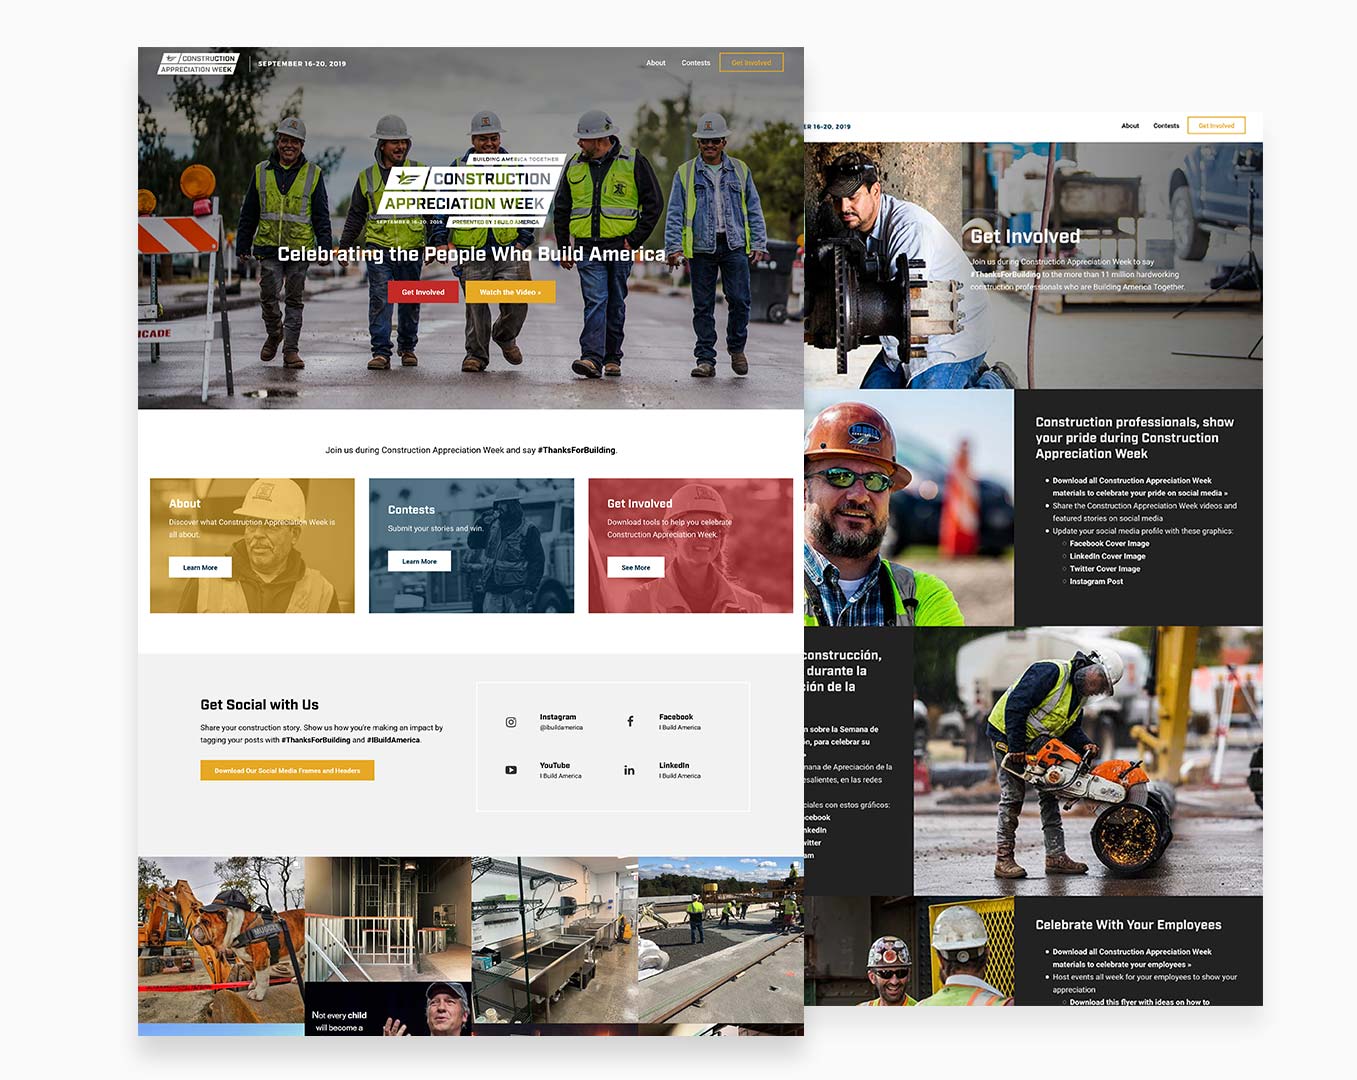 CONSTRUCTION
APPRECIATION WEEK
SEPTEMBER 16-20, 2019
About
Contests
Get Involved
BUILDING AMERICA TOGETHER
CONSTRUCTION
APPRECIATION WEEK
SEPTEMBER 16-20, 2019
PRESENTED BY I BUILD AMERICA
Celebrating the People Who Build America
Get Involved
Watch the Video »
ICADE
Join us during Construction Appreciation Week and say #ThanksForBuilding.
About
Discover what Construction Appreciation Week is
all about.
Learn More
Contests
Submit your stories and win.
Learn More
Get Involved
Download tools to help you celebrate
Construction Appreciation Week.
See More
Get Social with Us
Share your construction story. Show us how you're making an impact by
tagging your posts with #ThanksForBuilding and #IBuildAmerica.
Download Our Social Media Frames and Headers
Instagram
@ibuildamerica
Facebook
I Build America
YouTube
I Build America
LinkedIn
I Build America
Not every child
will become a
ER 16-20, 2019
About
Contests
Get Involved
Get Involved
Join us during Construction Appreciation Week to say
#ThanksForBuilding to the more than 11 million hardworking
construction professionals who are Building America Together.
Construction professionals, show
your pride during Construction
Appreciation Week
Download all Construction Appreciation Week
materials to celebrate your pride on social media »
Share the Construction Appreciation Week videos and
featured stories on social media
Update your social media profile with these graphics:
Facebook Cover Image
LinkedIn Cover Image
Twitter Cover Image
Instagram Post
construcción,
durante la
ión de la
n sobre la Semana de
ón, para celebrar su
»
mana de Apreciación de la
esalientes, en las redes
ciales con estos gráficos:
cebook
nkedIn
witter
am
Celebrate With Your Employees
Download all Construction Appreciation Week
materials to celebrate your employees »
Host events all week for your employees to show your
appreciation
Download this flyer with ideas on how to